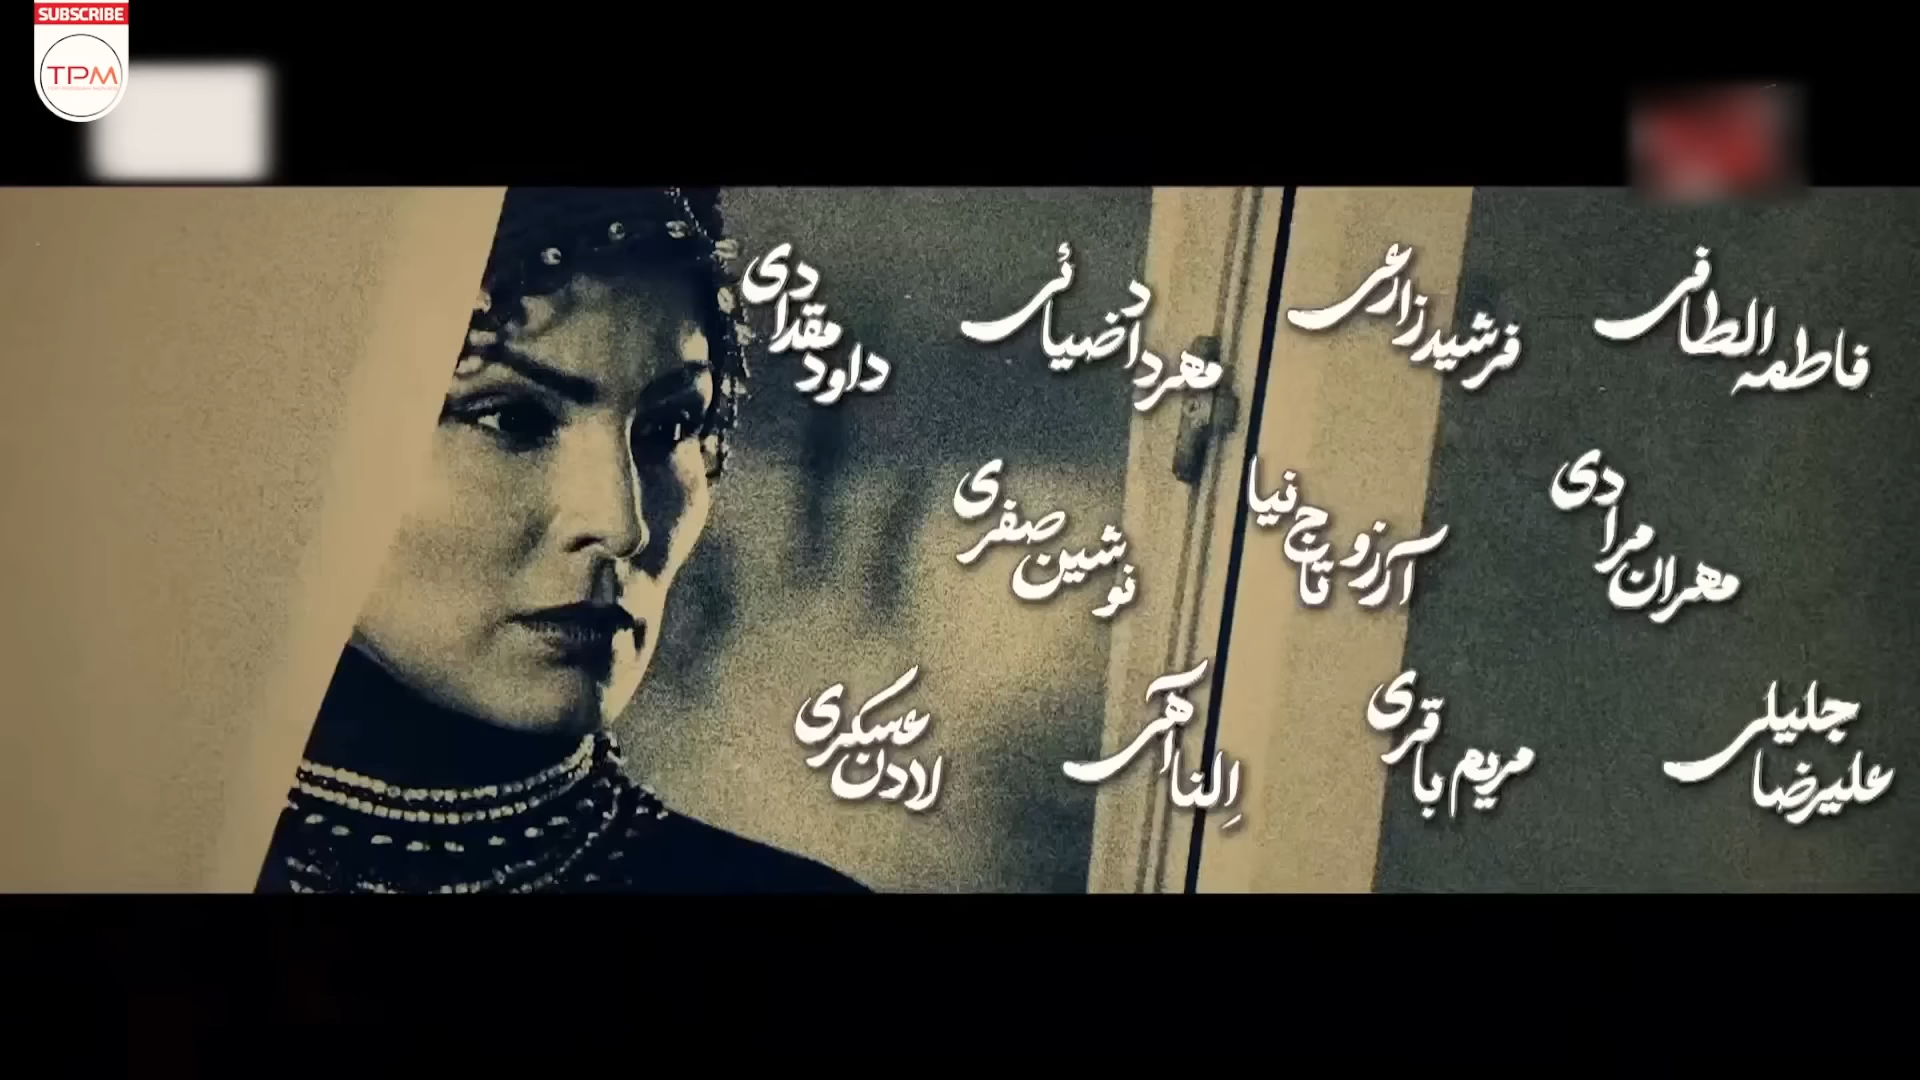 SUBSCRIBE
TPM
فاطمه الطافی
فرشید زارعی
مهرداد ضیائی
داود مقدادی
مهران مرادی
آرزو تاج نیا
نوشین صفری
علیرضا جلیلی
مریم باقری
اِلنا آهی
لادن عسکری